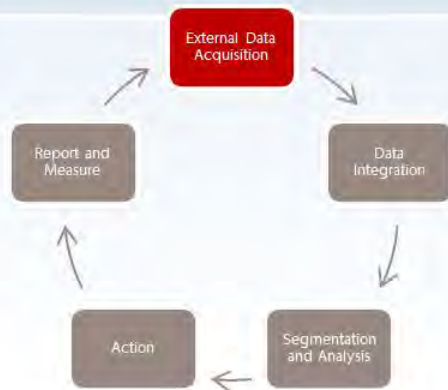 External Data
Acquisition
Data
Integration
Segmentation
and Analysis
Action
Report and
Measure